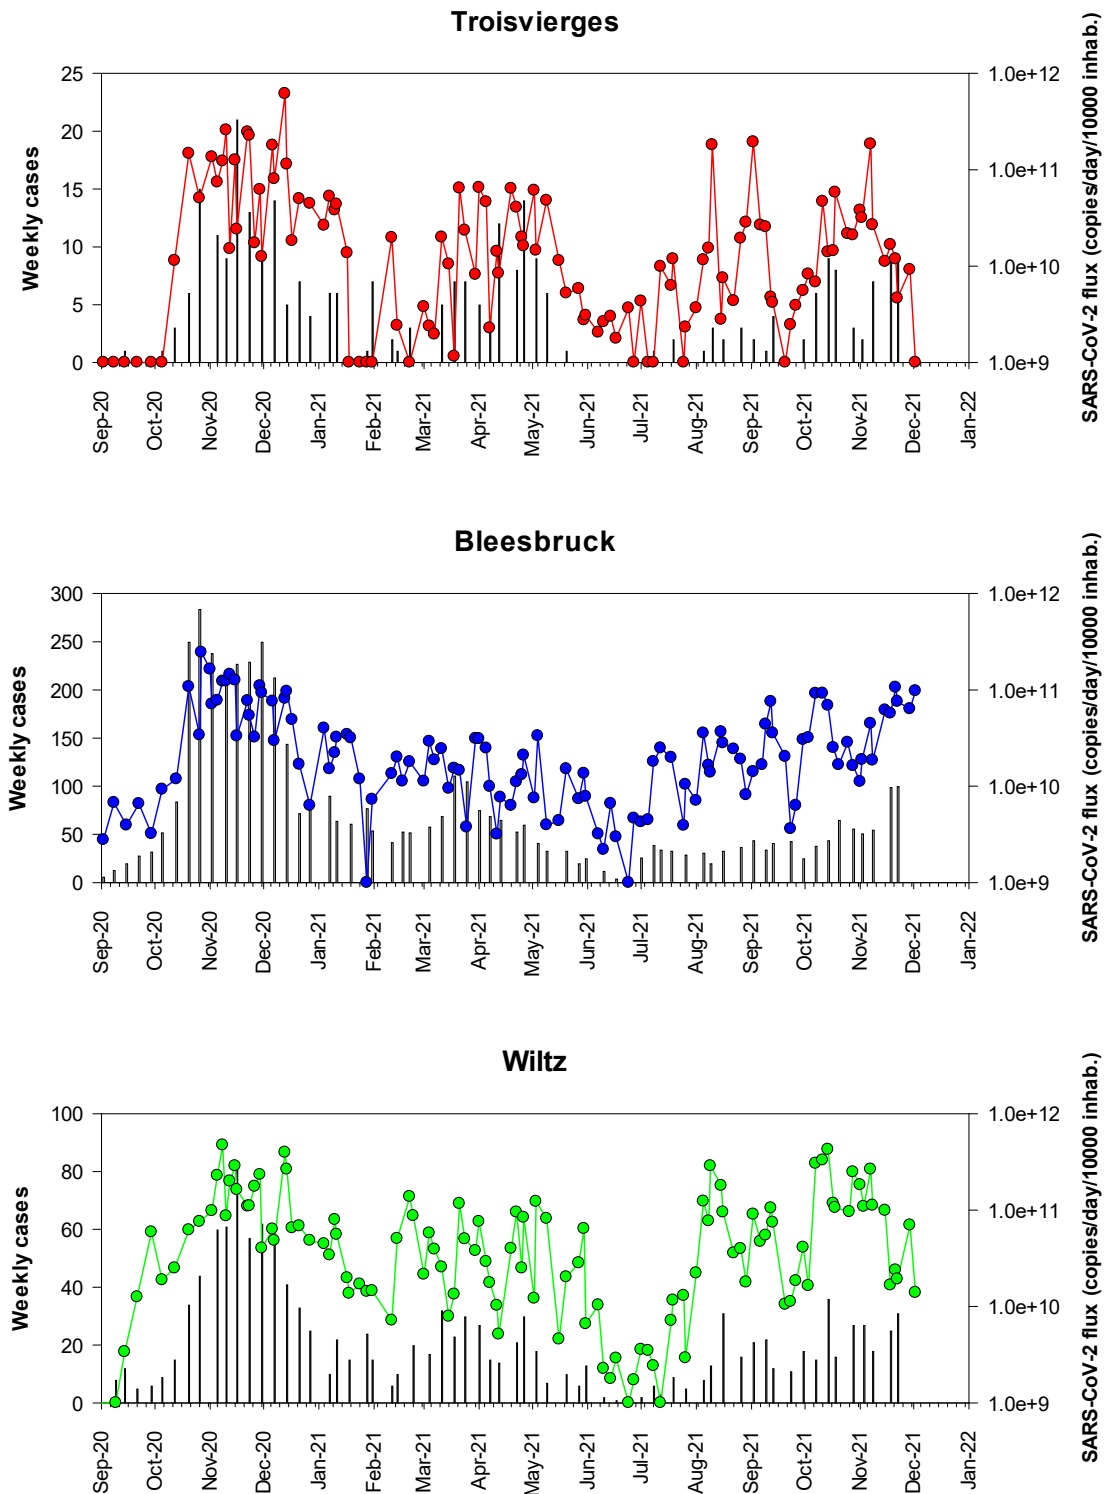 Troisvierges
Weekly cases
25
20
15
10
5
0
1.0e+12
1.0e+11
1.0e+10
1.0e+9
SARS-CoV-2 flux (copies/day/10000 inhab.)
Sep-20
Oct-20
Nov-20
Dec-20
Jan-21
Feb-21
Mar-21
Apr-21
May-21
Jun-21
Jul-21
Aug-21
Sep-21
Oct-21
Nov-21
Dec-21
Jan-22
Bleesbruck
Weekly cases
300
250
200
150
100
50
0
1.0e+12
1.0e+11
1.0e+10
1.0e+9
SARS-CoV-2 flux (copies/day/10000 inhab.)
Sep-20
Oct-20
Nov-20
Dec-20
Jan-21
Feb-21
Mar-21
Apr-21
May-21
Jun-21
Jul-21
Aug-21
Sep-21
Oct-21
Nov-21
Dec-21
Jan-22
Wiltz
Weekly cases
100
80
60
40
20
0
1.0e+12
1.0e+11
1.0e+10
1.0e+9
SARS-CoV-2 flux (copies/day/10000 inhab.)
Sep-20
Oct-20
Nov-20
Dec-20
Jan-21
Feb-21
Mar-21
Apr-21
May-21
Jun-21
Jul-21
Aug-21
Sep-21
Oct-21
Nov-21
Dec-21
Jan-22